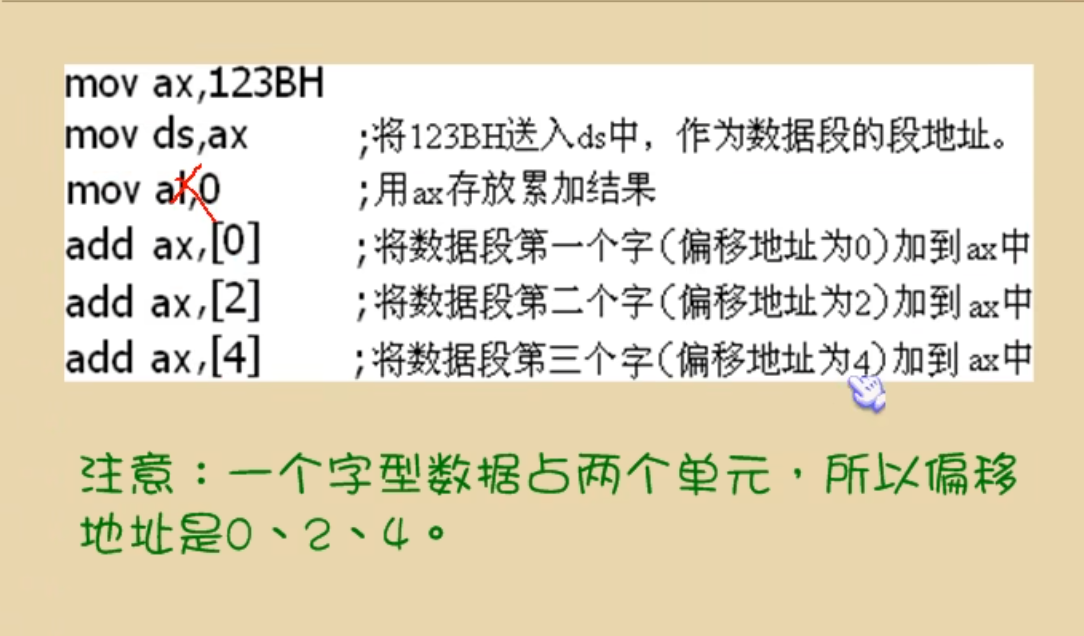 mov ax,123BH
mov ds,ax ;将123BH送入ds中，作为数据段的段地址。
mov al,0 ;用ax存放累加结果
add ax,[0] ;将数据段第一个字(偏移地址为0)加到ax中
add ax,[2] ;将数据段第二个字(偏移地址为2)加到ax中
add ax,[4] ;将数据段第三个字(偏移地址为4)加到ax中
注意：一个字型数据占两个单元，所以偏移
地址是0、2、4。